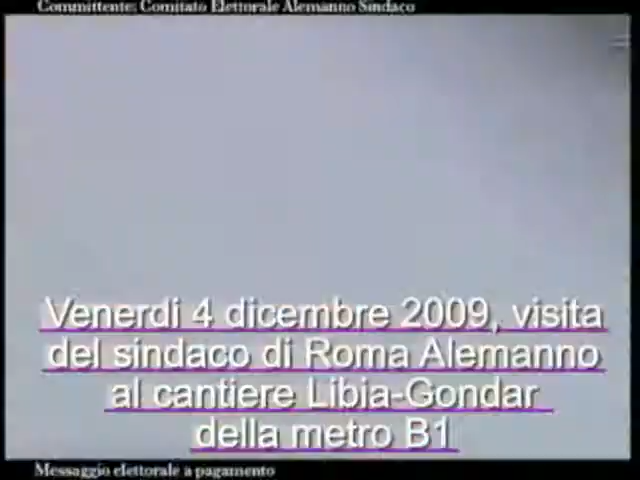 Committente: Comitato Elettorale Alemanno Sindaco
Venerdi 4 dicembre 2009, visita
del sindaco di Roma Alemanno
al cantiere Libia-Gondar
della metro B1
Messaggio elettorale a pagamento